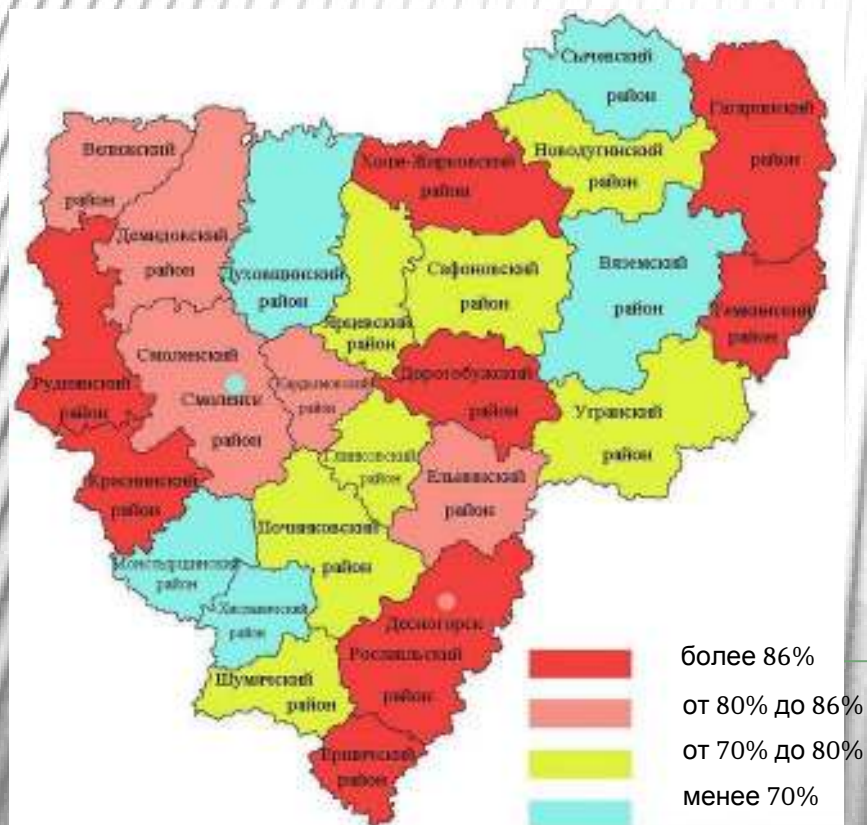 Сычевский
район
Гагаринский
район
Новодугинский
район
Холм-Жирковский
район
Велижский
район
Демидовский
район
Духовщинский
район
Сафоновский
район
Вяземский
район
Темкинский
район
Ярцевский
район
Смоленский
Смоленск
район
Кардымовский
район
Дорогобужский
район
Руднянский
район
Угранский
район
Глинковский
район
Ельнинский
район
Краснинский
район
Починковский
район
Монстырщинский
район
Хиславичский
район
Десногорск
Рославльский
район
Шумячский
район
Ершичский
район
более 86%
от 80% до 86%
от 70% до 80%
менее 70%